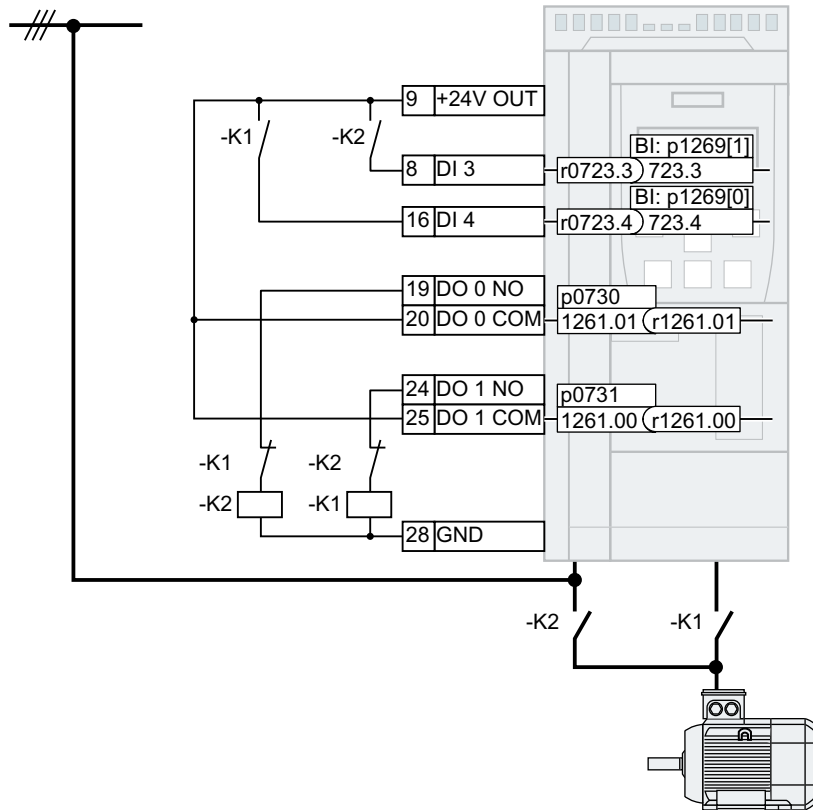 9 +24V OUT
-K1 -K2
BI: p1269[1]
8 DI 3 r0723.3 723.3
BI: p1269[0]
16 DI 4 r0723.4 723.4
19 DO 0 NO p0730
20 DO 0 COM 1261.01 r1261.01
24 DO 1 NO p0731
25 DO 1 COM 1261.00 r1261.00
-K1 -K2
-K2 -K1
28 GND
-K2 -K1